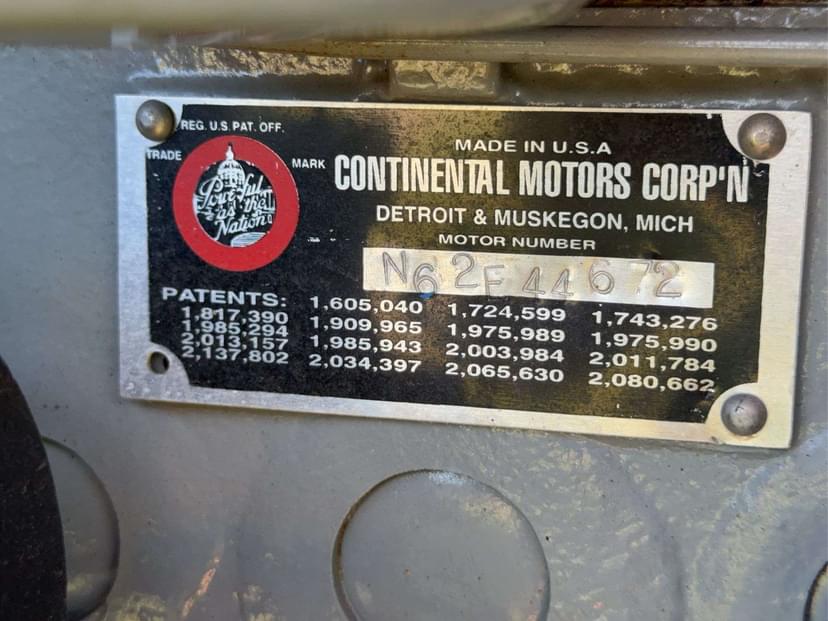 REG. U.S. PAT. OFF.
TRADE
MARK
Powerful
as the
Nation
MADE IN U.S.A
CONTINENTAL MOTORS CORP'N
DETROIT & MUSKEGON, MICH
MOTOR NUMBER
N62F44672
PATENTS: 1,605,040 1,724,599 1,743,276
1,817,390 1,909,965 1,975,989 1,975,990
1,985,294 1,985,943 2,003,984 2,011,784
2,013,157 2,034,397 2,065,630 2,080,662
2,137,802